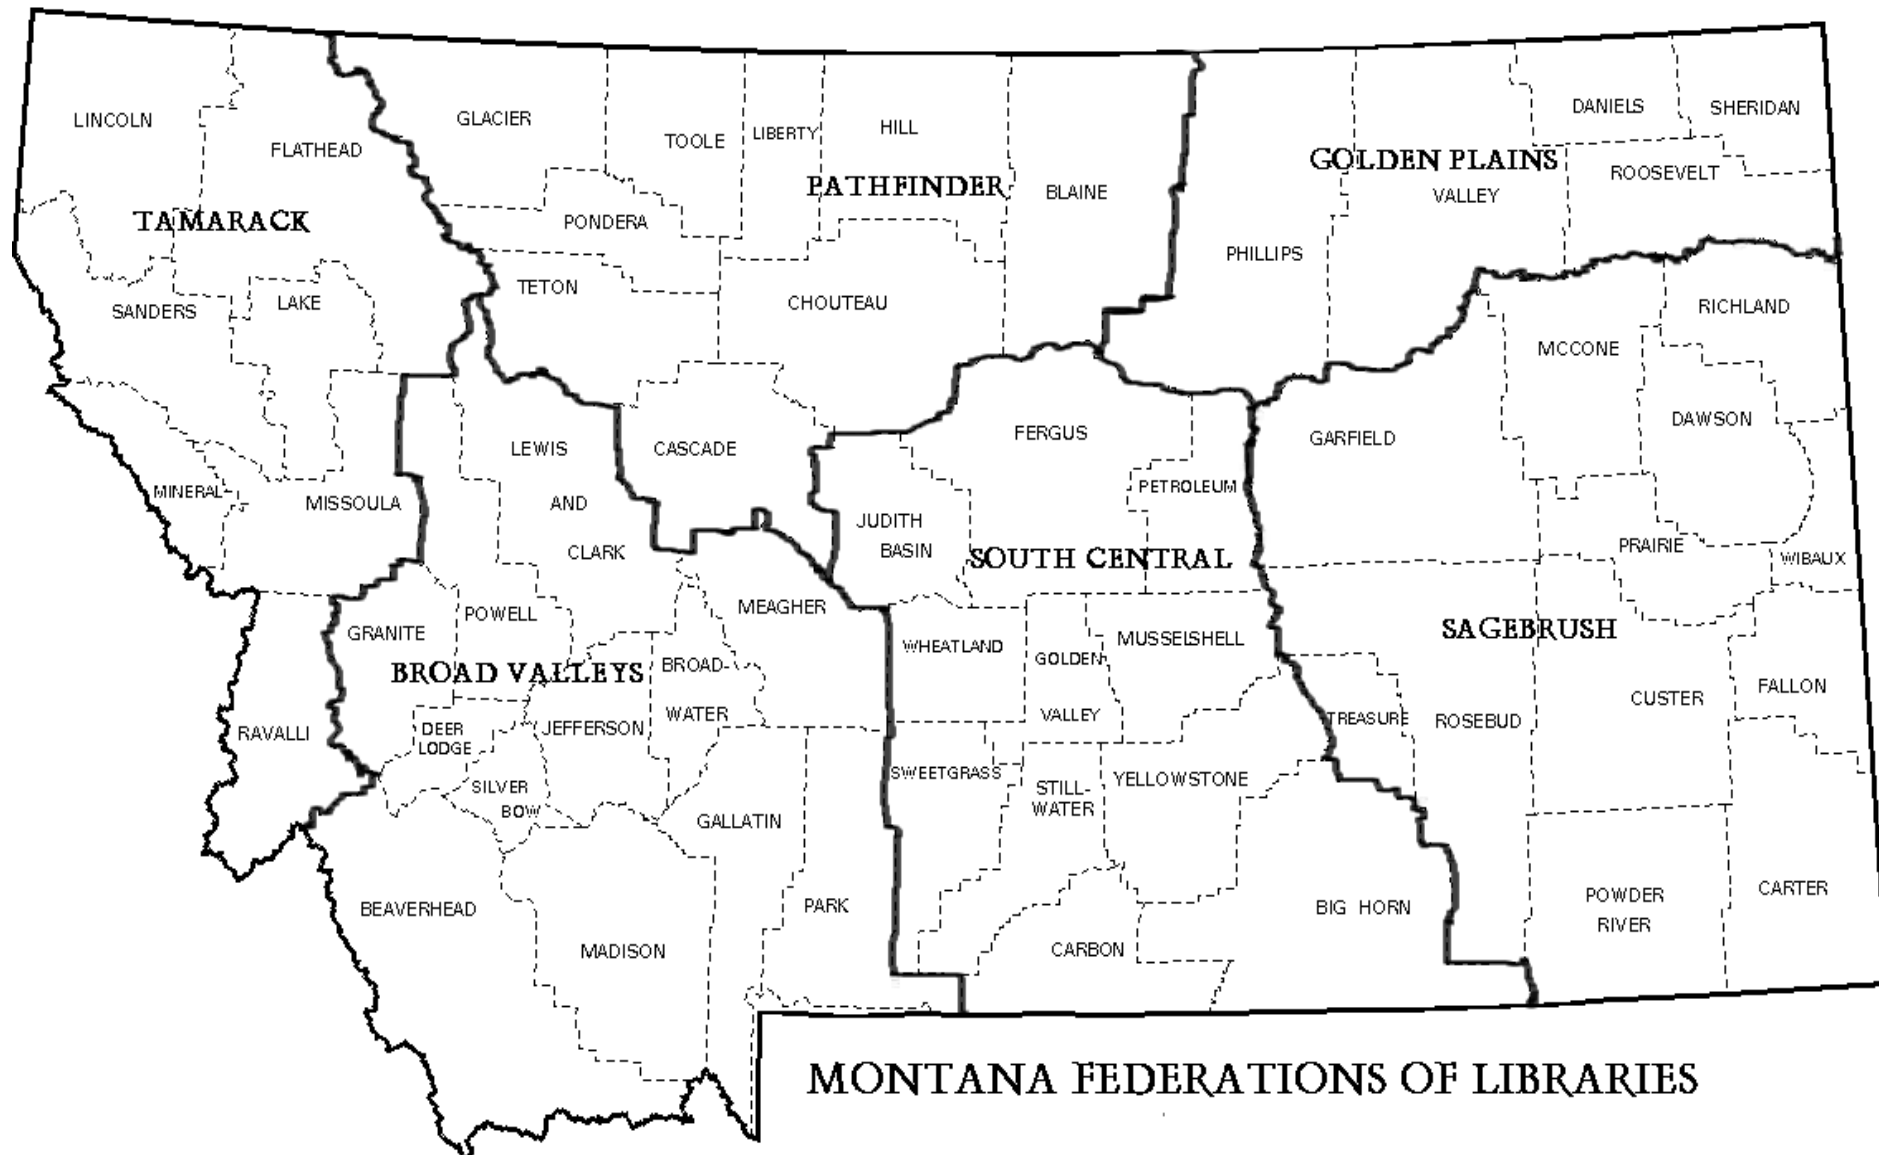 LINCOLN
FLATHEAD
GLACIER
TOOLE
LIBERTY
HILL
BLAINE
DANIELS
SHERIDAN
GOLDEN PLAINS
VALLEY
ROOSEVELT
PATHFINDER
TAMARACK
PONDERA
PHILLIPS
SANDERS
LAKE
TETON
CHOUTEAU
RICHLAND
MCCONE
DAWSON
LEWIS
AND
CLARK
CASCADE
FERGUS
GARFIELD
MINERAL
MISSOULA
PETROLEUM
JUDITH
BASIN
SOUTH CENTRAL
PRAIRIE
WIBAUX
POWELL
MEAGHER
GRANITE
BROAD VALLEYS
BROAD-
WATER
WHEATLAND
GOLDEN
VALLEY
MUSSELSHELL
SAGEBRUSH
RAVALLI
DEER
LODGE
JEFFERSON
TREASURE
ROSEBUD
CUSTER
FALLON
SILVER
BOW
GALLATIN
SWEETGRASS
STILL-
WATER
YELLOWSTONE
BEAVERHEAD
MADISON
PARK
CARBON
BIG HORN
POWDER
RIVER
CARTER
MONTANA FEDERATIONS OF LIBRARIES